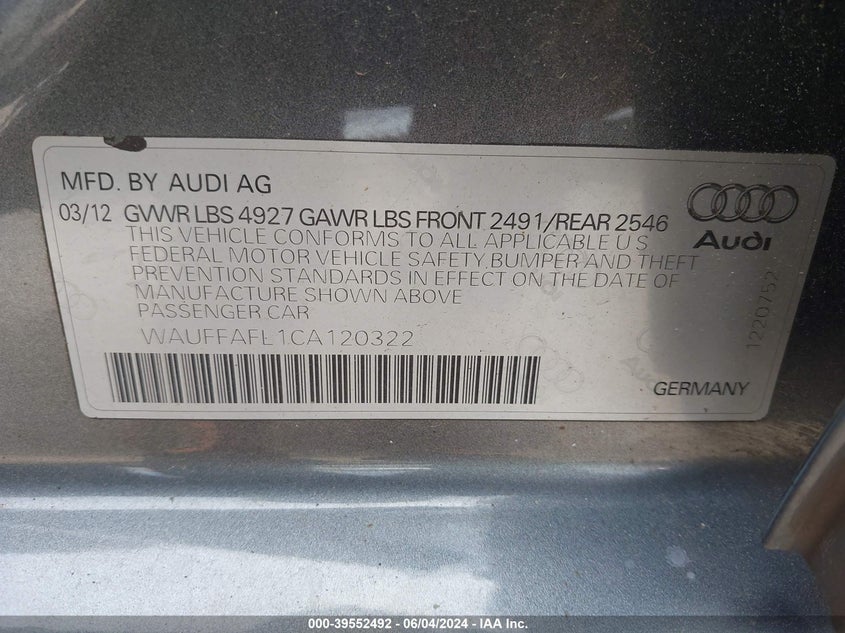 MFD. BY AUDI AG
03/12 GVWR LBS 4927 GAWR LBS FRONT 2491/REAR 2546
THIS VEHICLE CONFORMS TO ALL APPLICABLE U S
FEDERAL MOTOR VEHICLE SAFETY, BUMPER AND THEFT
PREVENTION STANDARDS IN EFFECT ON THE DATE OF
MANUFACTURE SHOWN ABOVE
PASSENGER CAR
WAUFFAFL1CA120322
Audi
1220752
GERMANY
000-39552492 - 06/04/2024 - IAA Inc.